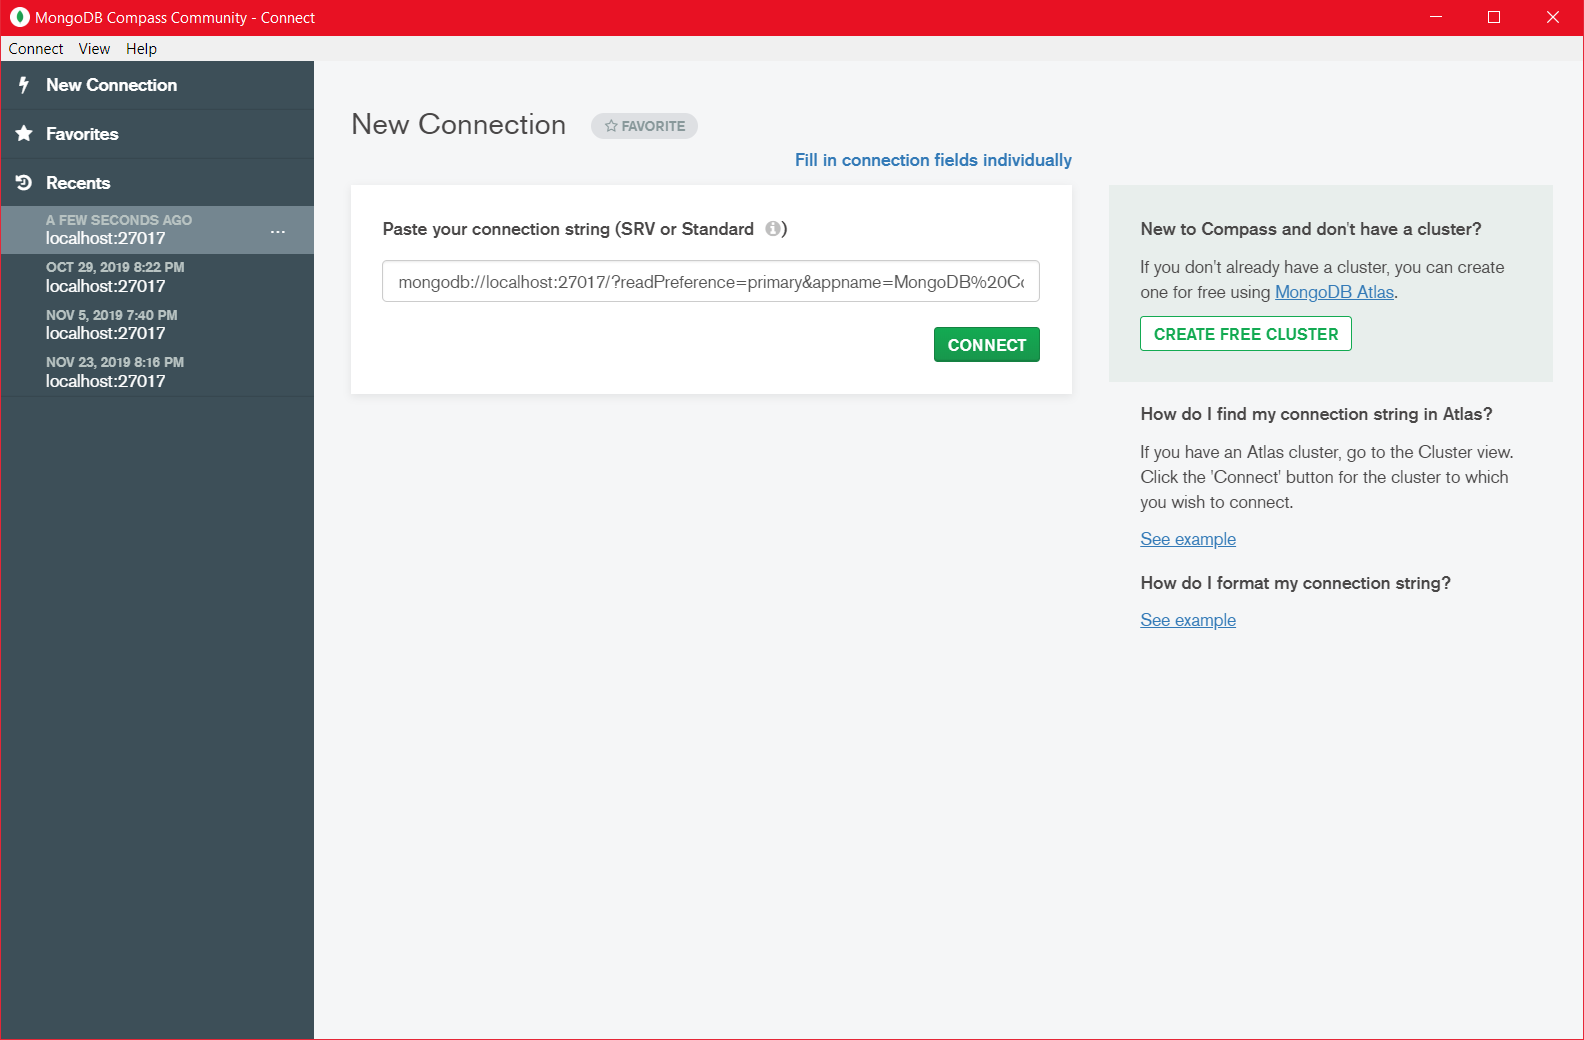 MongoDB Compass Community - Connect
Connect View Help
New Connection
Favorites
Recents
A FEW SECONDS AGO
localhost:27017
...
OCT 29, 2019 8:22 PM
localhost:27017
NOV 5, 2019 7:40 PM
localhost:27017
NOV 23, 2019 8:16 PM
localhost:27017
New Connection
FAVORITE
Fill in connection fields individually
Paste your connection string (SRV or Standard )
mongodb://localhost:27017/?readPreference=primary&appname=MongoDB%20Co
CONNECT
New to Compass and don't have a cluster?
If you don't already have a cluster, you can create
one for free using MongoDB Atlas.
CREATE FREE CLUSTER
How do I find my connection string in Atlas?
If you have an Atlas cluster, go to the Cluster view.
Click the 'Connect' button for the cluster to which
you wish to connect.
See example
How do I format my connection string?
See example